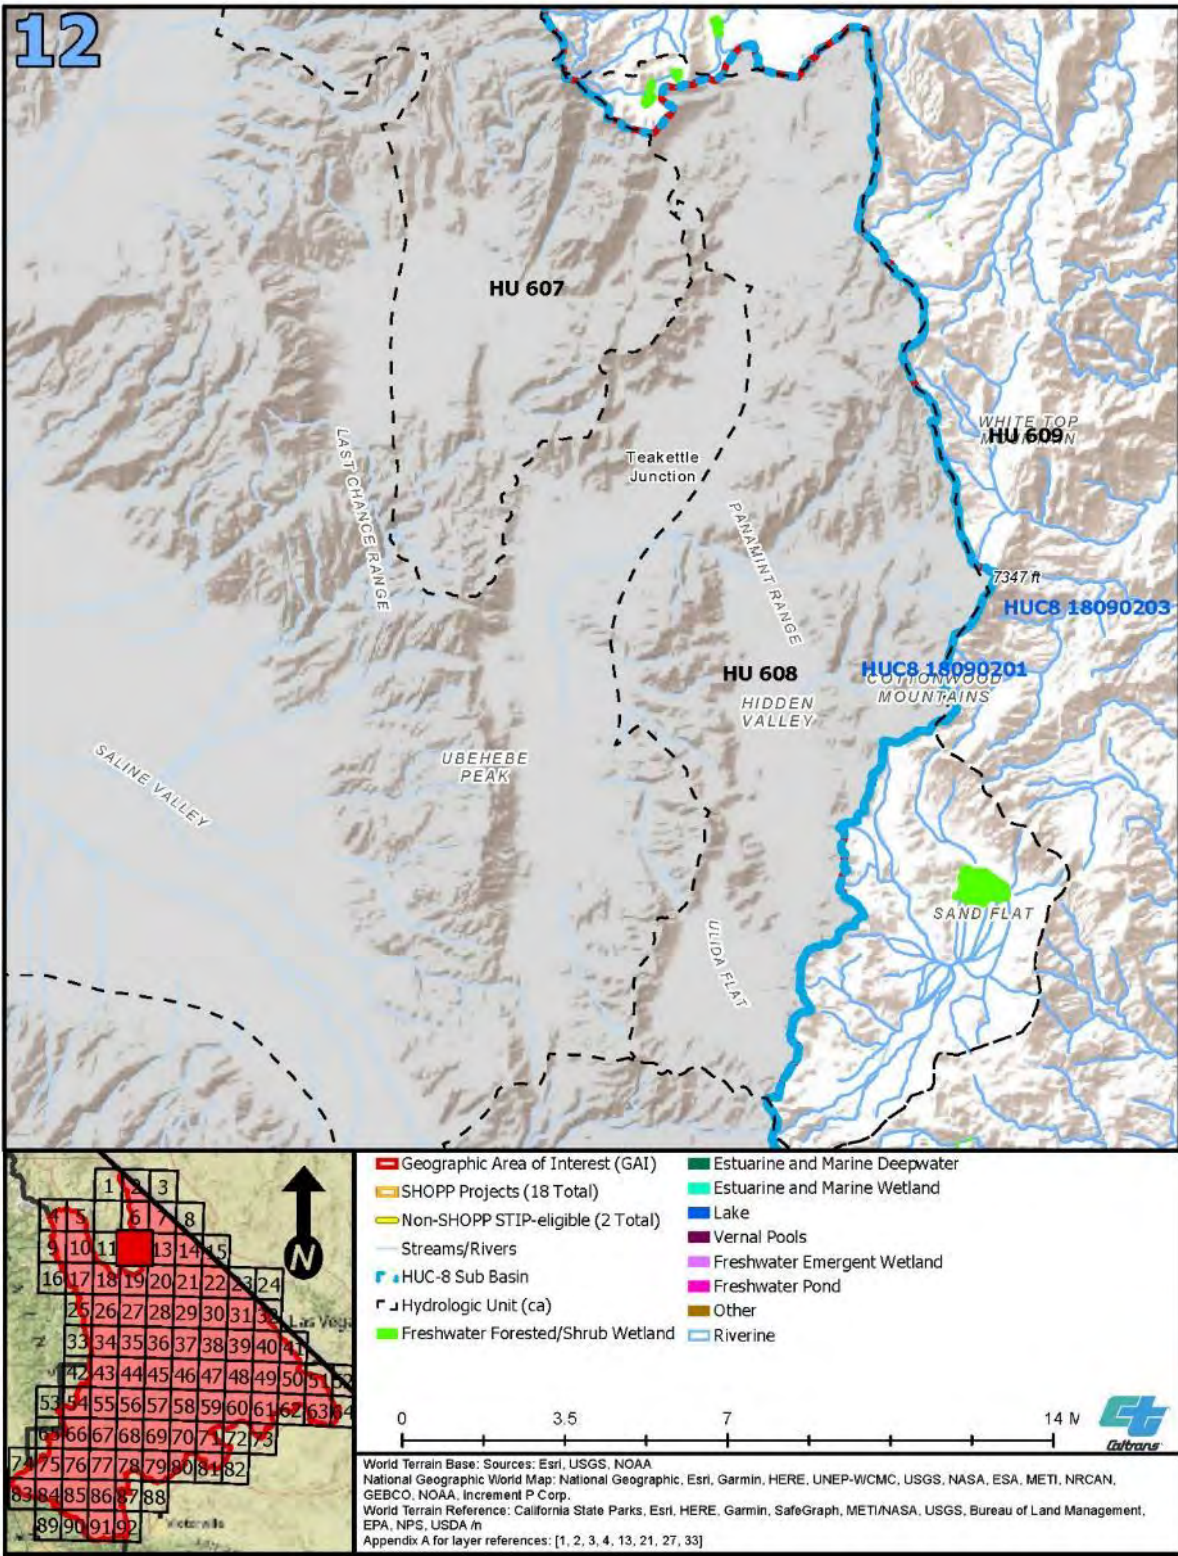 12
HU 607
WHITE TOP
MOUNTAIN
HU 609
LAST CHANCE RANGE
Teakettle
Junction
PANAMINT RANGE
7347 ft
HUC8 18090203
HU 608
HUC8 18090201
COTTONWOOD
MOUNTAINS
HIDDEN
VALLEY
SALINE VALLEY
UBEHEBE
PEAK
SAND FLAT
ULIDA FLAT
1 2 3
4 5 6 7 8
9 10 11 13 14 15
16 17 18 19 20 21 22 23 24
25 26 27 28 29 30 31 32
Las Vega
33 34 35 36 37 38 39 40 41
42 43 44 45 46 47 48 49 50 51 52
53 54 55 56 57 58 59 60 61 62 63 64
65 66 67 68 69 70 71 72 73
74 75 76 77 78 79 80 81 82
83 84 85 86 87 88
89 90 91 92
Victorville
N
Geographic Area of Interest (GAI)
SHOPP Projects (18 Total)
Non-SHOPP STIP-eligible (2 Total)
Streams/Rivers
HUC-8 Sub Basin
Hydrologic Unit (ca)
Freshwater Forested/Shrub Wetland
Estuarine and Marine Deepwater
Estuarine and Marine Wetland
Lake
Vernal Pools
Freshwater Emergent Wetland
Freshwater Pond
Other
Riverine
0 3.5 7 14 M
ct
Caltrans
World Terrain Base: Sources: Esri, USGS, NOAA
National Geographic World Map: National Geographic, Esri, Garmin, HERE, UNEP-WCMC, USGS, NASA, ESA, METI, NRCAN,
GEBCO, NOAA, Increment P Corp.
World Terrain Reference: California State Parks, Esri, HERE, Garmin, SafeGraph, METI/NASA, USGS, Bureau of Land Management,
EPA, NPS, USDA /n
Appendix A for layer references: [1, 2, 3, 4, 13, 21, 27, 33]